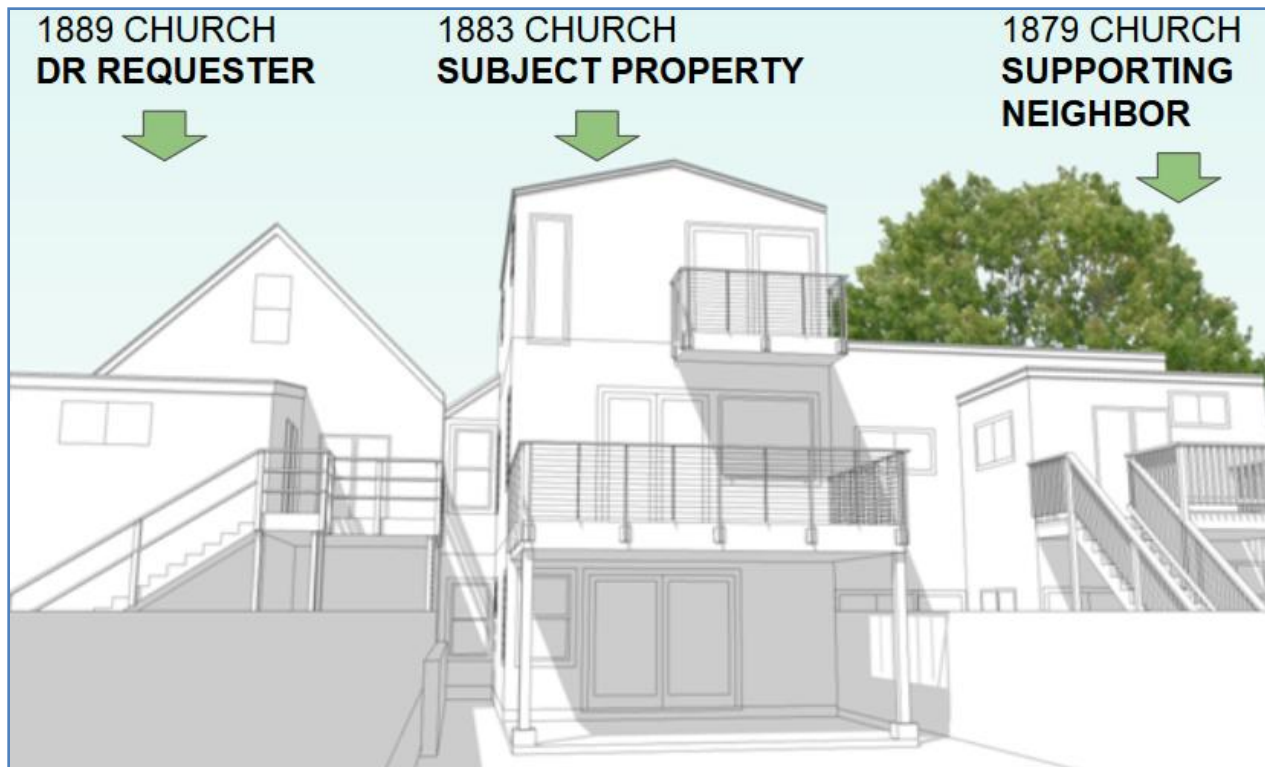 1889 CHURCH
DR REQUESTER
1883 CHURCH
SUBJECT PROPERTY
1879 CHURCH
SUPPORTING
NEIGHBOR